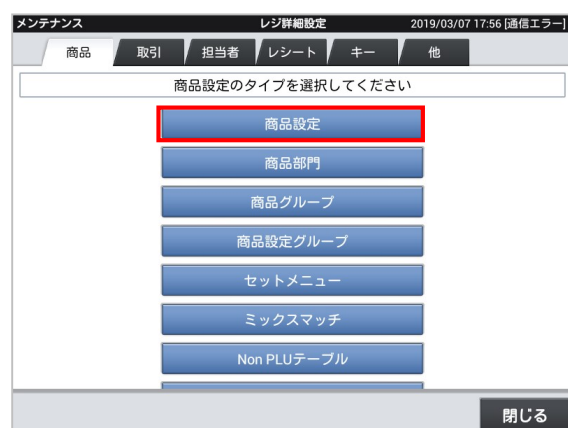 メンテナンス レジ詳細設定 2019/03/07 17:56 [通信エラー]
商品 取引 担当者 レシート キー 他
商品設定のタイプを選択してください
商品設定
商品部門
商品グループ
商品設定グループ
セットメニュー
ミックスマッチ
Non PLUテーブル
閉じる